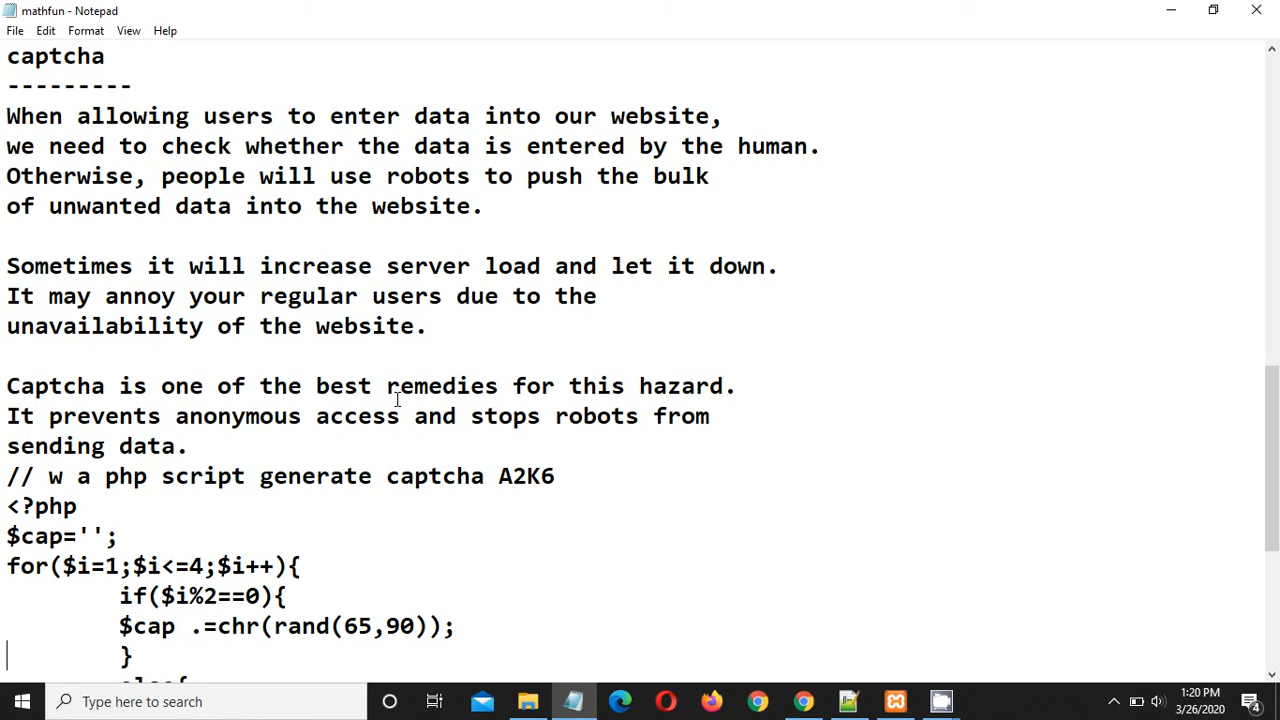 mathfun - Notepad
File Edit Format View Help
captcha
---------
When allowing users to enter data into our website,
we need to check whether the data is entered by the human.
Otherwise, people will use robots to push the bulk
of unwanted data into the website.
Sometimes it will increase server load and let it down.
It may annoy your regular users due to the
unavailability of the website.
Captcha is one of the best remedies for this hazard.
It prevents anonymous access and stops robots from
sending data.
// w a php script generate captcha A2K6
<?php
$cap='';
for($i=1;$i<=4;$i++){
if($i%2==0){
$cap .=chr(rand(65,90));
}
else{
Type here to search
1:20 PM
3/26/2020
4